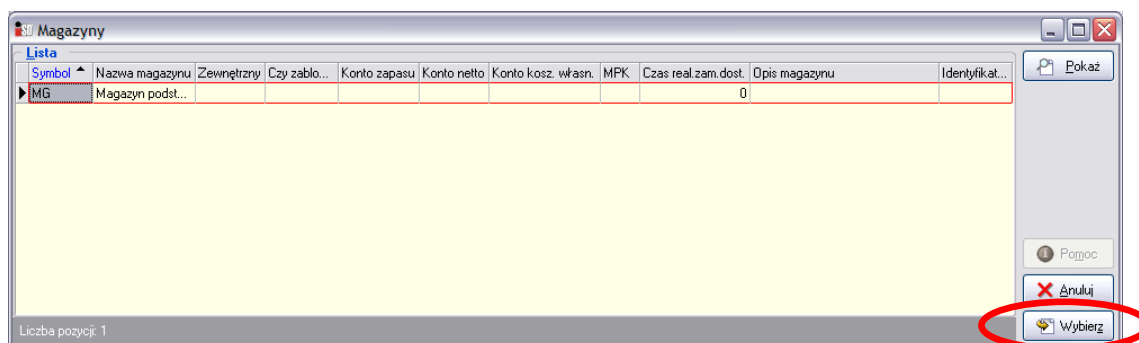 Magazyny
Lista
Symbol Nazwa magazynu Zewnętrzny Czy zablo... Konto zapasu Konto netto Konto kosz. własn. MPK Czas real.zam.dost. Opis magazynu Identyfikat...
MG Magazyn podst... 0
Pokaż
Pomoc
Anuluj
Wybierz
Liczba pozycji: 1